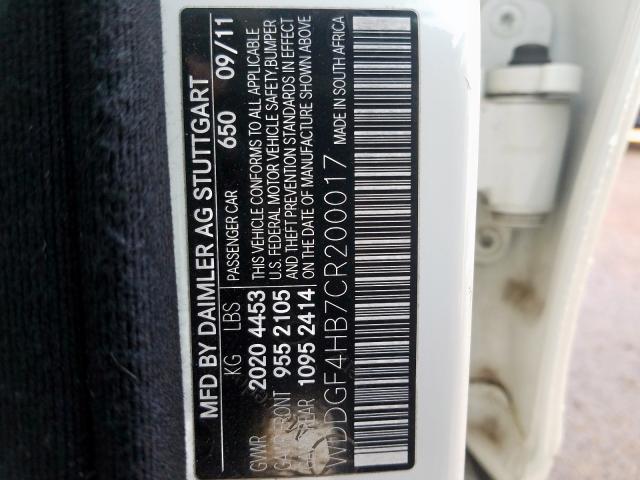 MFD BY DAIMLER AG STUTTGART
KG LBS PASSENGER CAR 650 09/11
GVWR 2020 4453 THIS VEHICLE CONFORMS TO ALL APPLICABLE
955 2105 U.S. FEDERAL MOTOR VEHICLE SAFETY,BUMPER
1095 2414 AND THEFT PREVENTION STANDARDS IN EFFECT
ON THE DATE OF MANUFACTURE SHOWN ABOVE
WDDGF4HB7CR200017 MADE IN SOUTH AFRICA